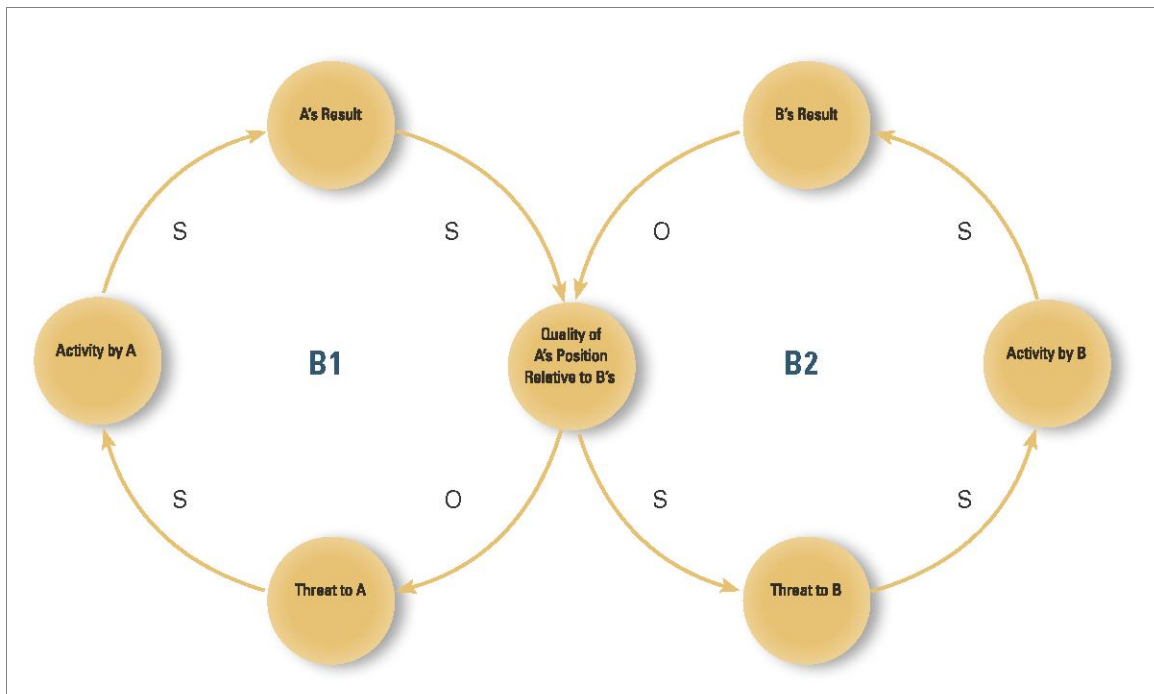 A's Result
B's Result
S
S
O
S
Activity by A
B1
Quality of
A's Position
Relative to B's
B2
Activity by B
S
O
S
S
Threat to A
Threat to B